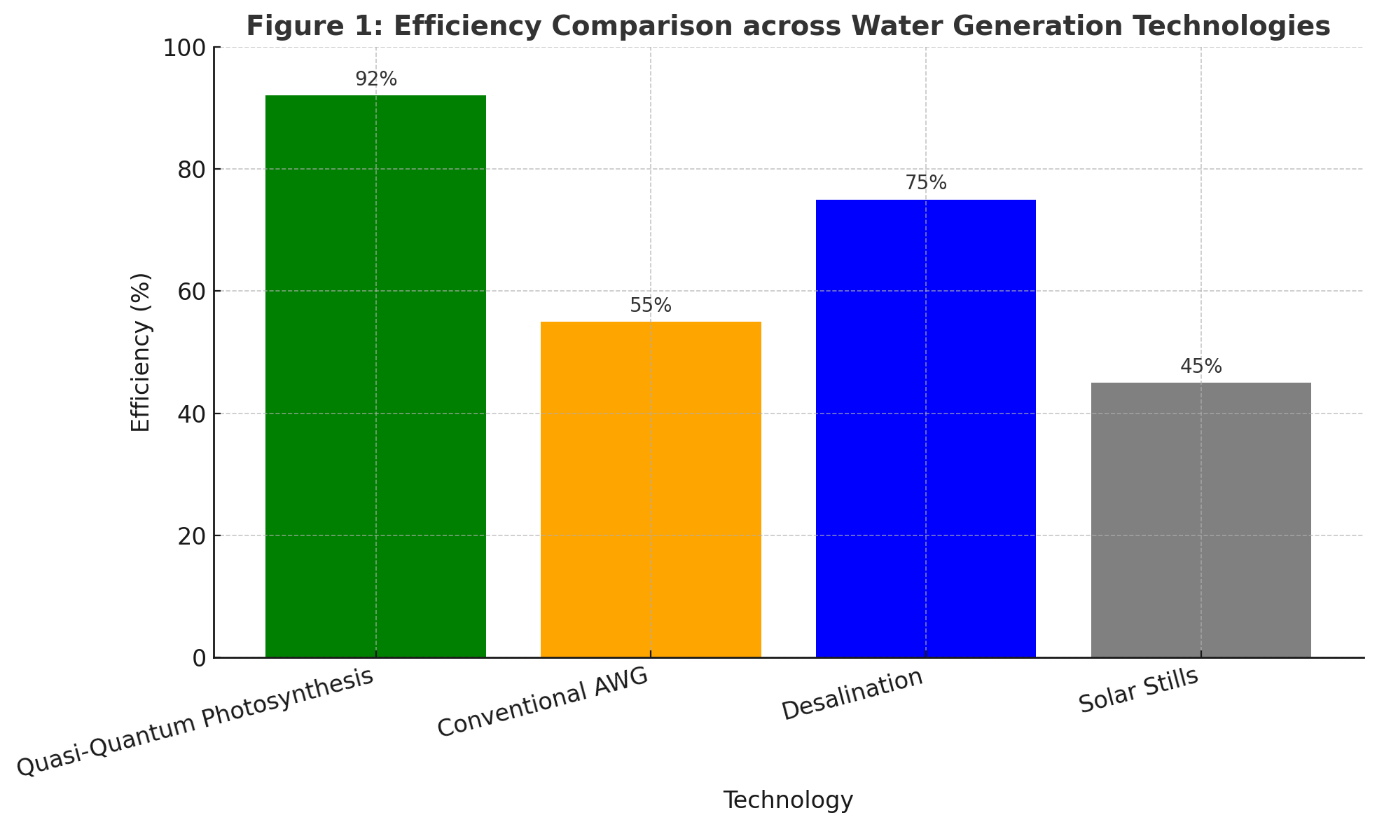 Figure 1: Efficiency Comparison across Water Generation Technologies
100
80
60
40
20
0
Efficiency (%)
92%
55%
75%
45%
Quasi-Quantum Photosynthesis
Conventional AWG
Desalination
Solar Stills
Technology